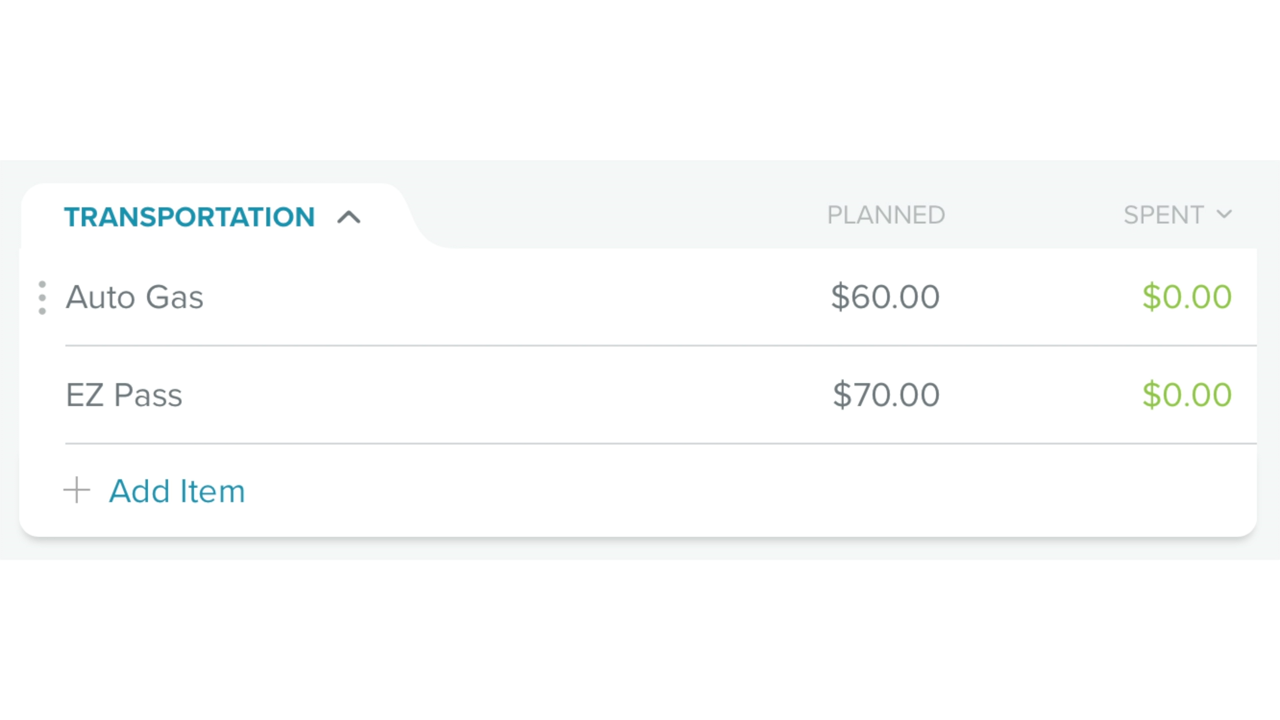 TRANSPORTATION PLANNED SPENT
Auto Gas $60.00 $0.00
EZ Pass $70.00 $0.00
+ Add Item